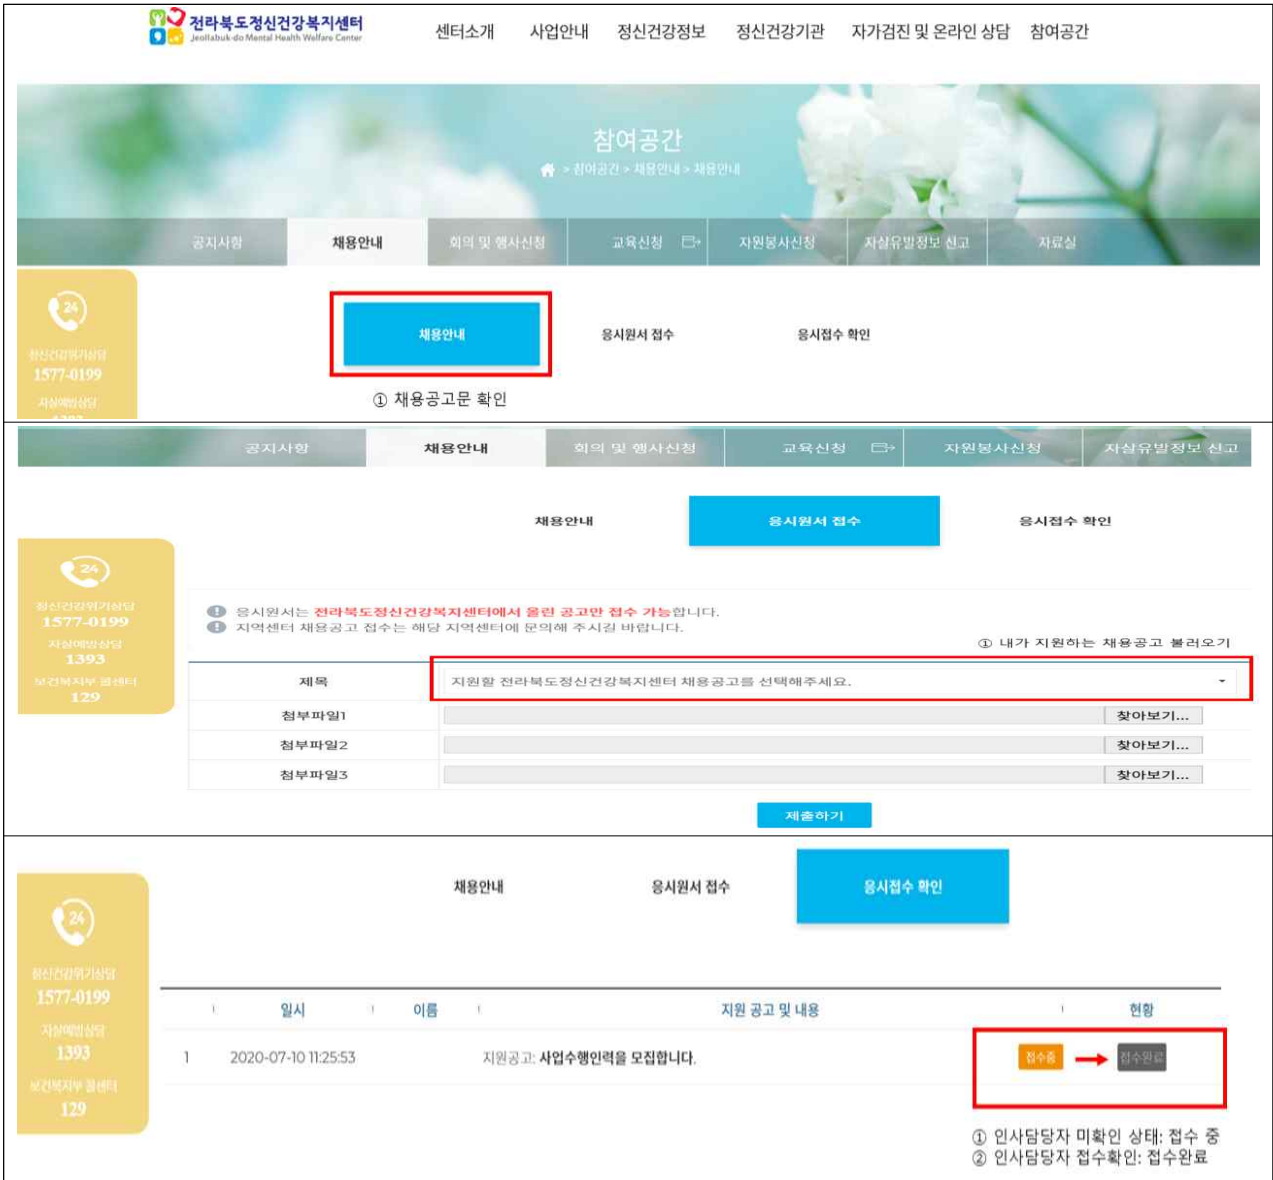 전라북도정신건강복지센터
Jeollabuk-do Mental Health Welfare Center
센터소개 사업안내 정신건강정보 정신건강기관 자가검진 및 온라인 상담 참여공간
참여공간
> 참여공간 > 채용안내 > 채용안내
공지사항 채용안내 회의 및 행사신청 교육신청 자원봉사신청 자살유발정보 신고 자료실
24
정신건강위기상담
1577-0199
자살예방상담
1393
채용안내 응시원서 접수 응시접수 확인
① 채용공고문 확인
공지사항 채용안내 회의 및 행사신청 교육신청 자원봉사신청 자살유발정보 신고
채용안내 응시원서 접수 응시접수 확인
24
정신건강위기상담
1577-0199
자살예방상담
1393
보건복지부 콜센터
129
응시원서는 전라북도정신건강복지센터에서 올린 공고만 접수 가능합니다.
지역센터 채용공고 접수는 해당 지역센터에 문의해 주시길 바랍니다.
① 내가 지원하는 채용공고 불러오기
제목 지원할 전라북도정신건강복지센터 채용공고를 선택해주세요.
첨부파일1 찾아보기...
첨부파일2 찾아보기...
첨부파일3 찾아보기...
제출하기
채용안내 응시원서 접수 응시접수 확인
24
정신건강위기상담
1577-0199
자살예방상담
1393
보건복지부 콜센터
129
일시 이름 지원 공고 및 내용 현황
1 2020-07-10 11:25:53 지원공고: 사업수행인력을 모집합니다. 접수중 접수완료
① 인사담당자 미확인 상태: 접수 중
② 인사담당자 접수확인: 접수완료